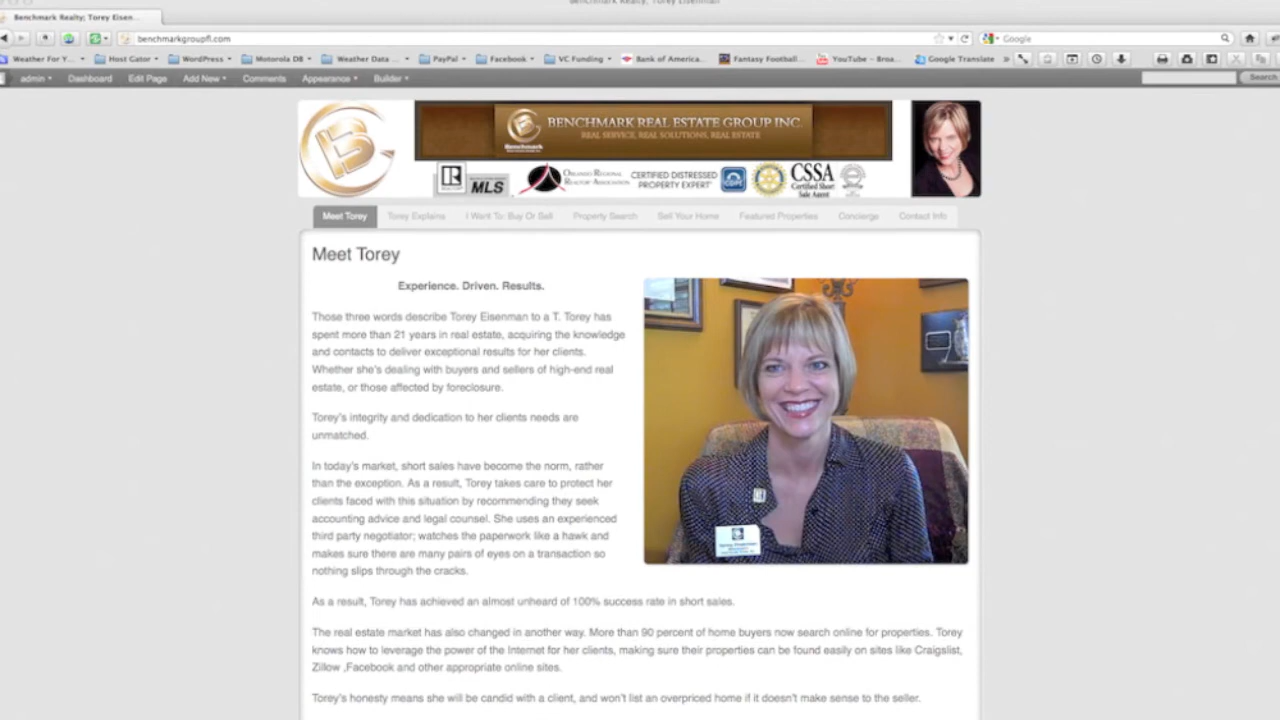 Benchmark Realty, Torey Eisenman
Benchmark Realty; Torey Eisen...
benchmarkgroupfl.com
Google
Weather For Y... Host Gator WordPress Motorola DB Weather Data ... PayPal Facebook VC Funding Bank of America... Fantasy Football... YouTube - Broa... Google Translate »
admin Dashboard Edit Page Add New Comments Appearance Builder Search
BENCHMARK REAL ESTATE GROUP INC.
REAL SERVICE, REAL SOLUTIONS, REAL ESTATE
Benchmark
REALTOR MLS ORLANDO REGIONAL REALTOR ASSOCIATION CERTIFIED DISTRESSED PROPERTY EXPERT CDPE CSSA Certified Short Sale Agent
Meet Torey Torey Explains I Want To: Buy Or Sell Property Search Sell Your Home Featured Properties Concierge Contact Info
Meet Torey
Experience. Driven. Results.
Those three words describe Torey Eisenman to a T. Torey has
spent more than 21 years in real estate, acquiring the knowledge
and contacts to deliver exceptional results for her clients.
Whether she's dealing with buyers and sellers of high-end real
estate, or those affected by foreclosure.
Torey's integrity and dedication to her clients needs are
unmatched.
In today's market, short sales have become the norm, rather
than the exception. As a result, Torey takes care to protect her
clients faced with this situation by recommending they seek
accounting advice and legal counsel. She uses an experienced
third party negotiator; watches the paperwork like a hawk and
makes sure there are many pairs of eyes on a transaction so
nothing slips through the cracks.
As a result, Torey has achieved an almost unheard of 100% success rate in short sales.
The real estate market has also changed in another way. More than 90 percent of home buyers now search online for properties. Torey
knows how to leverage the power of the Internet for her clients, making sure their properties can be found easily on sites like Craigslist,
Zillow ,Facebook and other appropriate online sites.
Torey's honesty means she will be candid with a client, and won't list an overpriced home if it doesn't make sense to the seller.